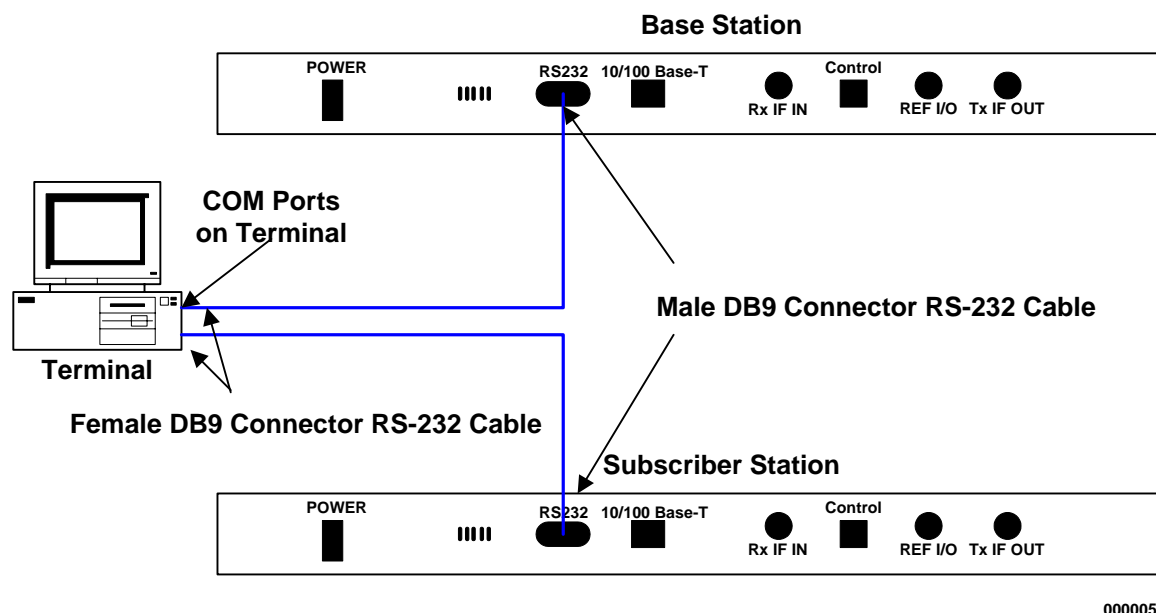 Base Station
POWER
RS232
10/100 Base-T
Rx IF IN
Control
REF I/O
Tx IF OUT
COM Ports
on Terminal
Male DB9 Connector RS-232 Cable
Terminal
Female DB9 Connector RS-232 Cable
Subscriber Station
POWER
RS232
10/100 Base-T
Rx IF IN
Control
REF I/O
Tx IF OUT
000005